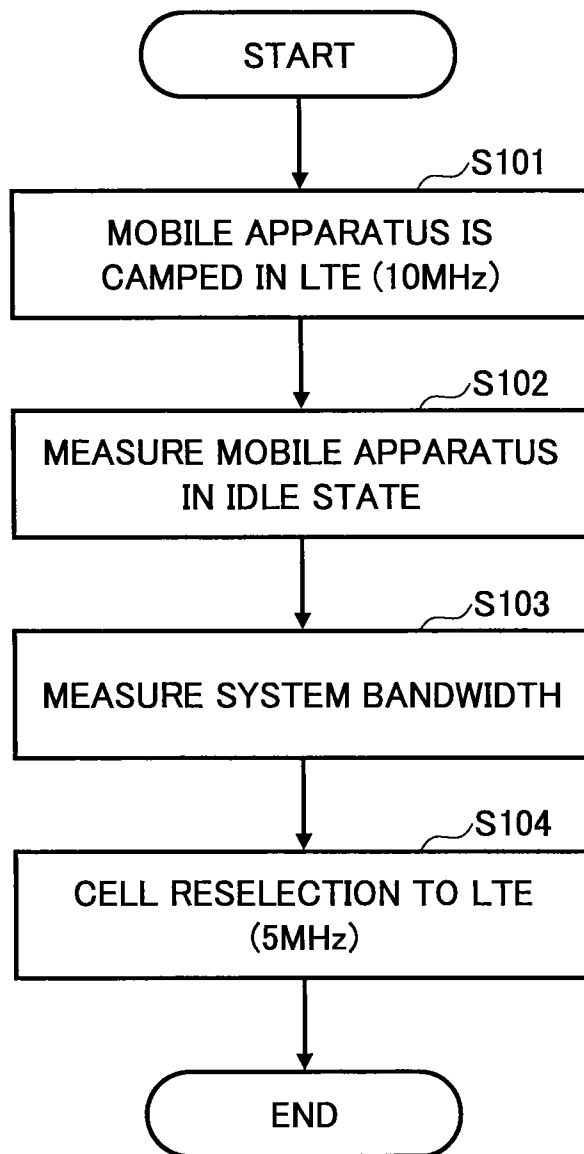 START
S101
MOBILE APPARATUS IS
CAMPED IN LTE (10MHz)
S102
MEASURE MOBILE APPARATUS
IN IDLE STATE
S103
MEASURE SYSTEM BANDWIDTH
S104
CELL RESELECTION TO LTE
(5MHz)
END